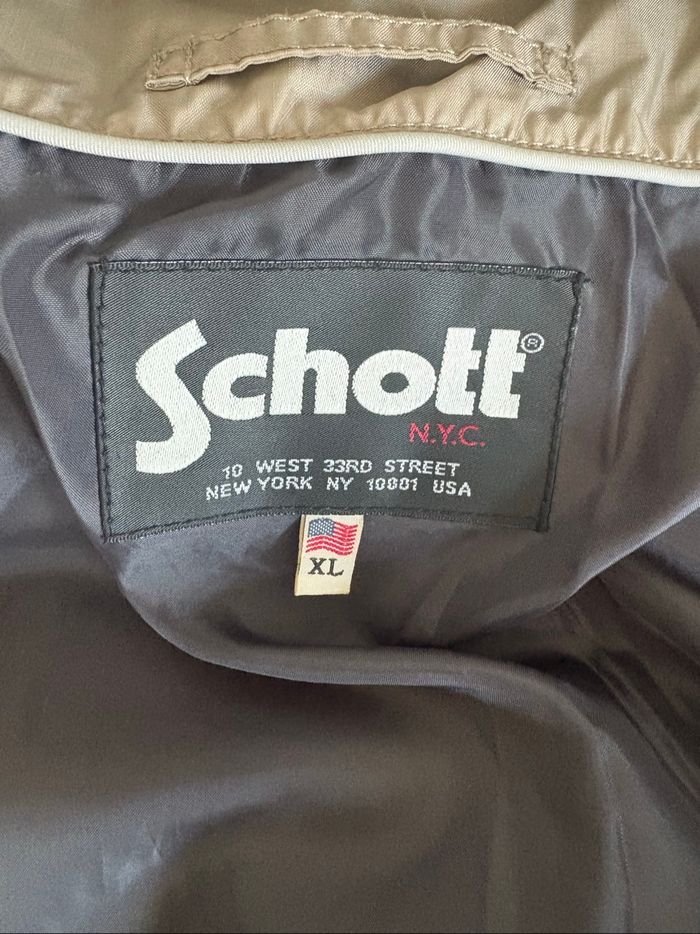 Schott®
N.Y.C.
10 WEST 33RD STREET
NEW YORK NY 10001 USA
XL